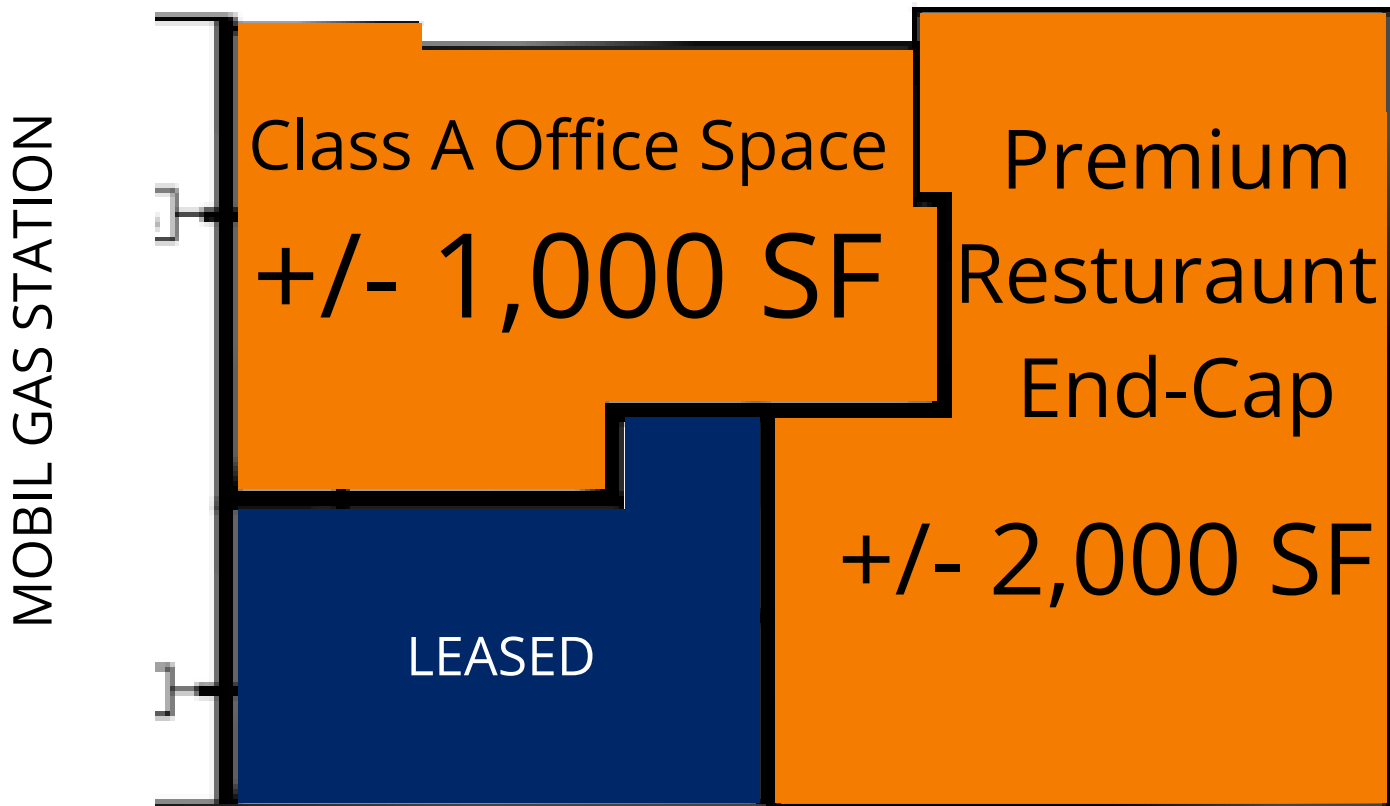 MOBIL GAS STATION
Class A Office Space
+/- 1,000 SF
Premium
Resturaunt
End-Cap
+/- 2,000 SF
LEASED